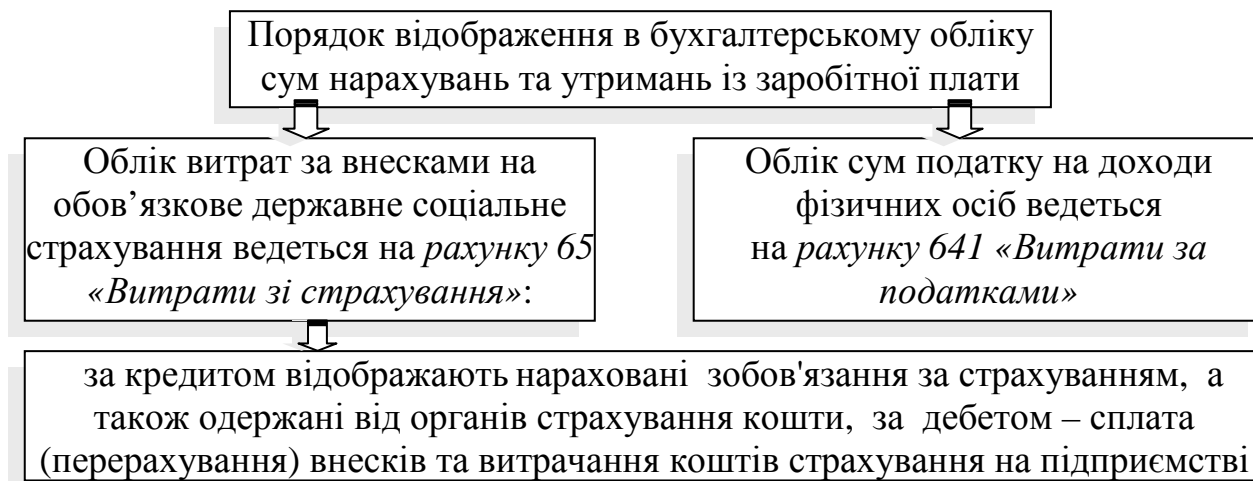 Порядок відображення в бухгалтерському обліку
сум нарахувань та утримань із заробітної плати
Облік витрат за внесками на
обов’язкове державне соціальне
страхування ведеться на рахунку 65
«Витрати зі страхування»:
Облік сум податку на доходи
фізичних осіб ведеться
на рахунку 641 «Витрати за
податками»
за кредитом відображають нараховані зобов'язання за страхуванням, а
також одержані від органів страхування кошти, за дебетом – сплата
(перерахування) внесків та витрачання коштів страхування на підприємстві